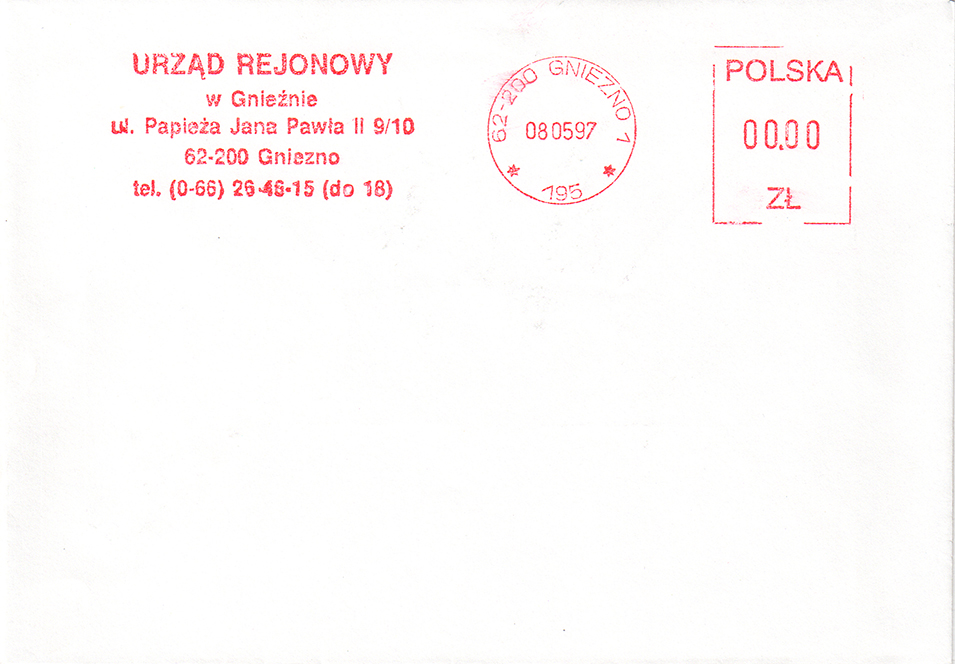 URZĄD REJONOWY
w Gnieźnie
ul. Papieża Jana Pawła II 9/10
62-200 Gniezno
tel. (0-66) 26-46-15 (do 18)
62-200 GNIEZNO 1
080597
195
POLSKA
00.00
ZŁ